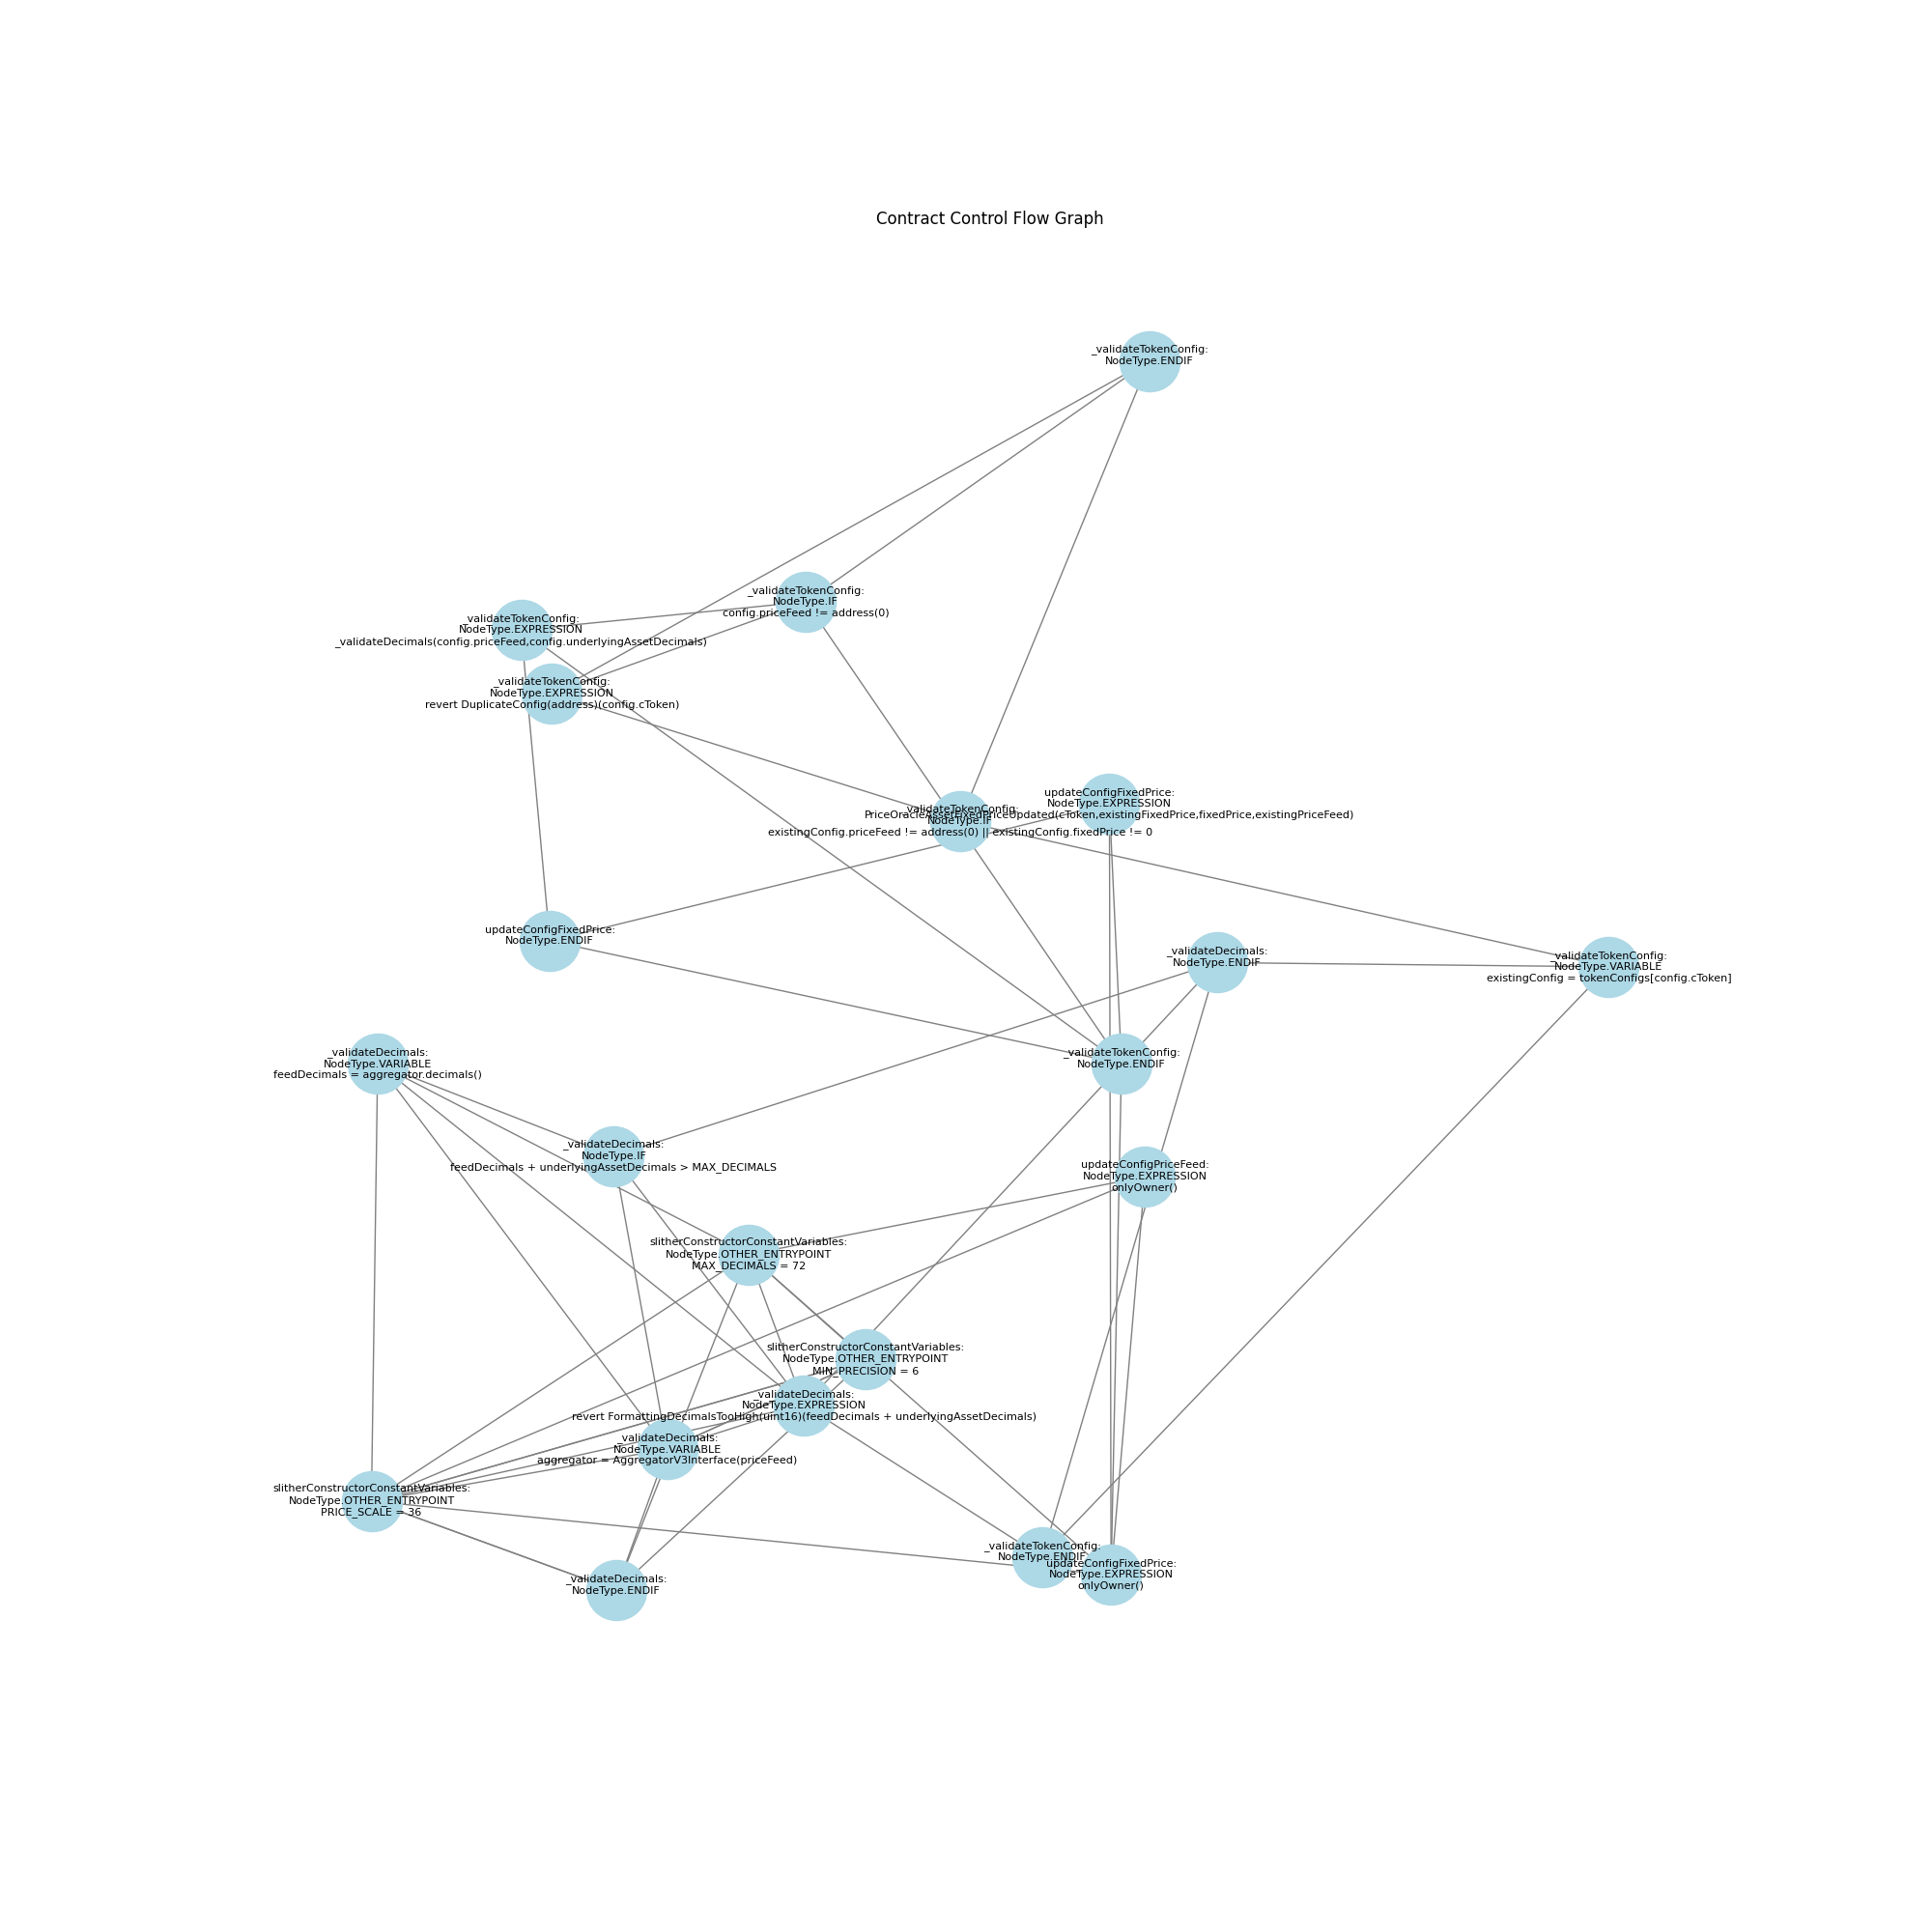 Contract Control Flow Graph
_validateTokenConfig:
NodeType.ENDIF
_validateTokenConfig:
NodeType.IF
config.priceFeed != address(0)
_validateTokenConfig:
NodeType.EXPRESSION
_validateDecimals(config.priceFeed,config.underlyingAssetDecimals)
_validateTokenConfig:
NodeType.EXPRESSION
revert DuplicateConfig(address)(config.cToken)
updateConfigFixedPrice:
NodeType.EXPRESSION
PriceOracleAssetFixedPriceUpdated(cToken,existingFixedPrice,fixedPrice,existingPriceFeed)
_validateTokenConfig:
NodeType.IF
existingConfig.priceFeed != address(0) || existingConfig.fixedPrice != 0
updateConfigFixedPrice:
NodeType.ENDIF
_validateDecimals:
NodeType.ENDIF
_validateTokenConfig:
NodeType.VARIABLE
existingConfig = tokenConfigs[config.cToken]
_validateDecimals:
NodeType.VARIABLE
feedDecimals = aggregator.decimals()
_validateTokenConfig:
NodeType.ENDIF
_validateDecimals:
NodeType.IF
feedDecimals + underlyingAssetDecimals > MAX_DECIMALS
updateConfigPriceFeed:
NodeType.EXPRESSION
onlyOwner()
slitherConstructorConstantVariables:
NodeType.OTHER_ENTRYPOINT
MAX_DECIMALS = 72
slitherConstructorConstantVariables:
NodeType.OTHER_ENTRYPOINT
MIN_PRECISION = 6
_validateDecimals:
NodeType.EXPRESSION
revert FormattingDecimalsTooHigh(uint16)(feedDecimals + underlyingAssetDecimals)
_validateDecimals:
NodeType.VARIABLE
aggregator = AggregatorV3Interface(priceFeed)
slitherConstructorConstantVariables:
NodeType.OTHER_ENTRYPOINT
PRICE_SCALE = 36
_validateTokenConfig:
NodeType.ENDIF
updateConfigFixedPrice:
NodeType.EXPRESSION
onlyOwner()
_validateDecimals:
NodeType.ENDIF